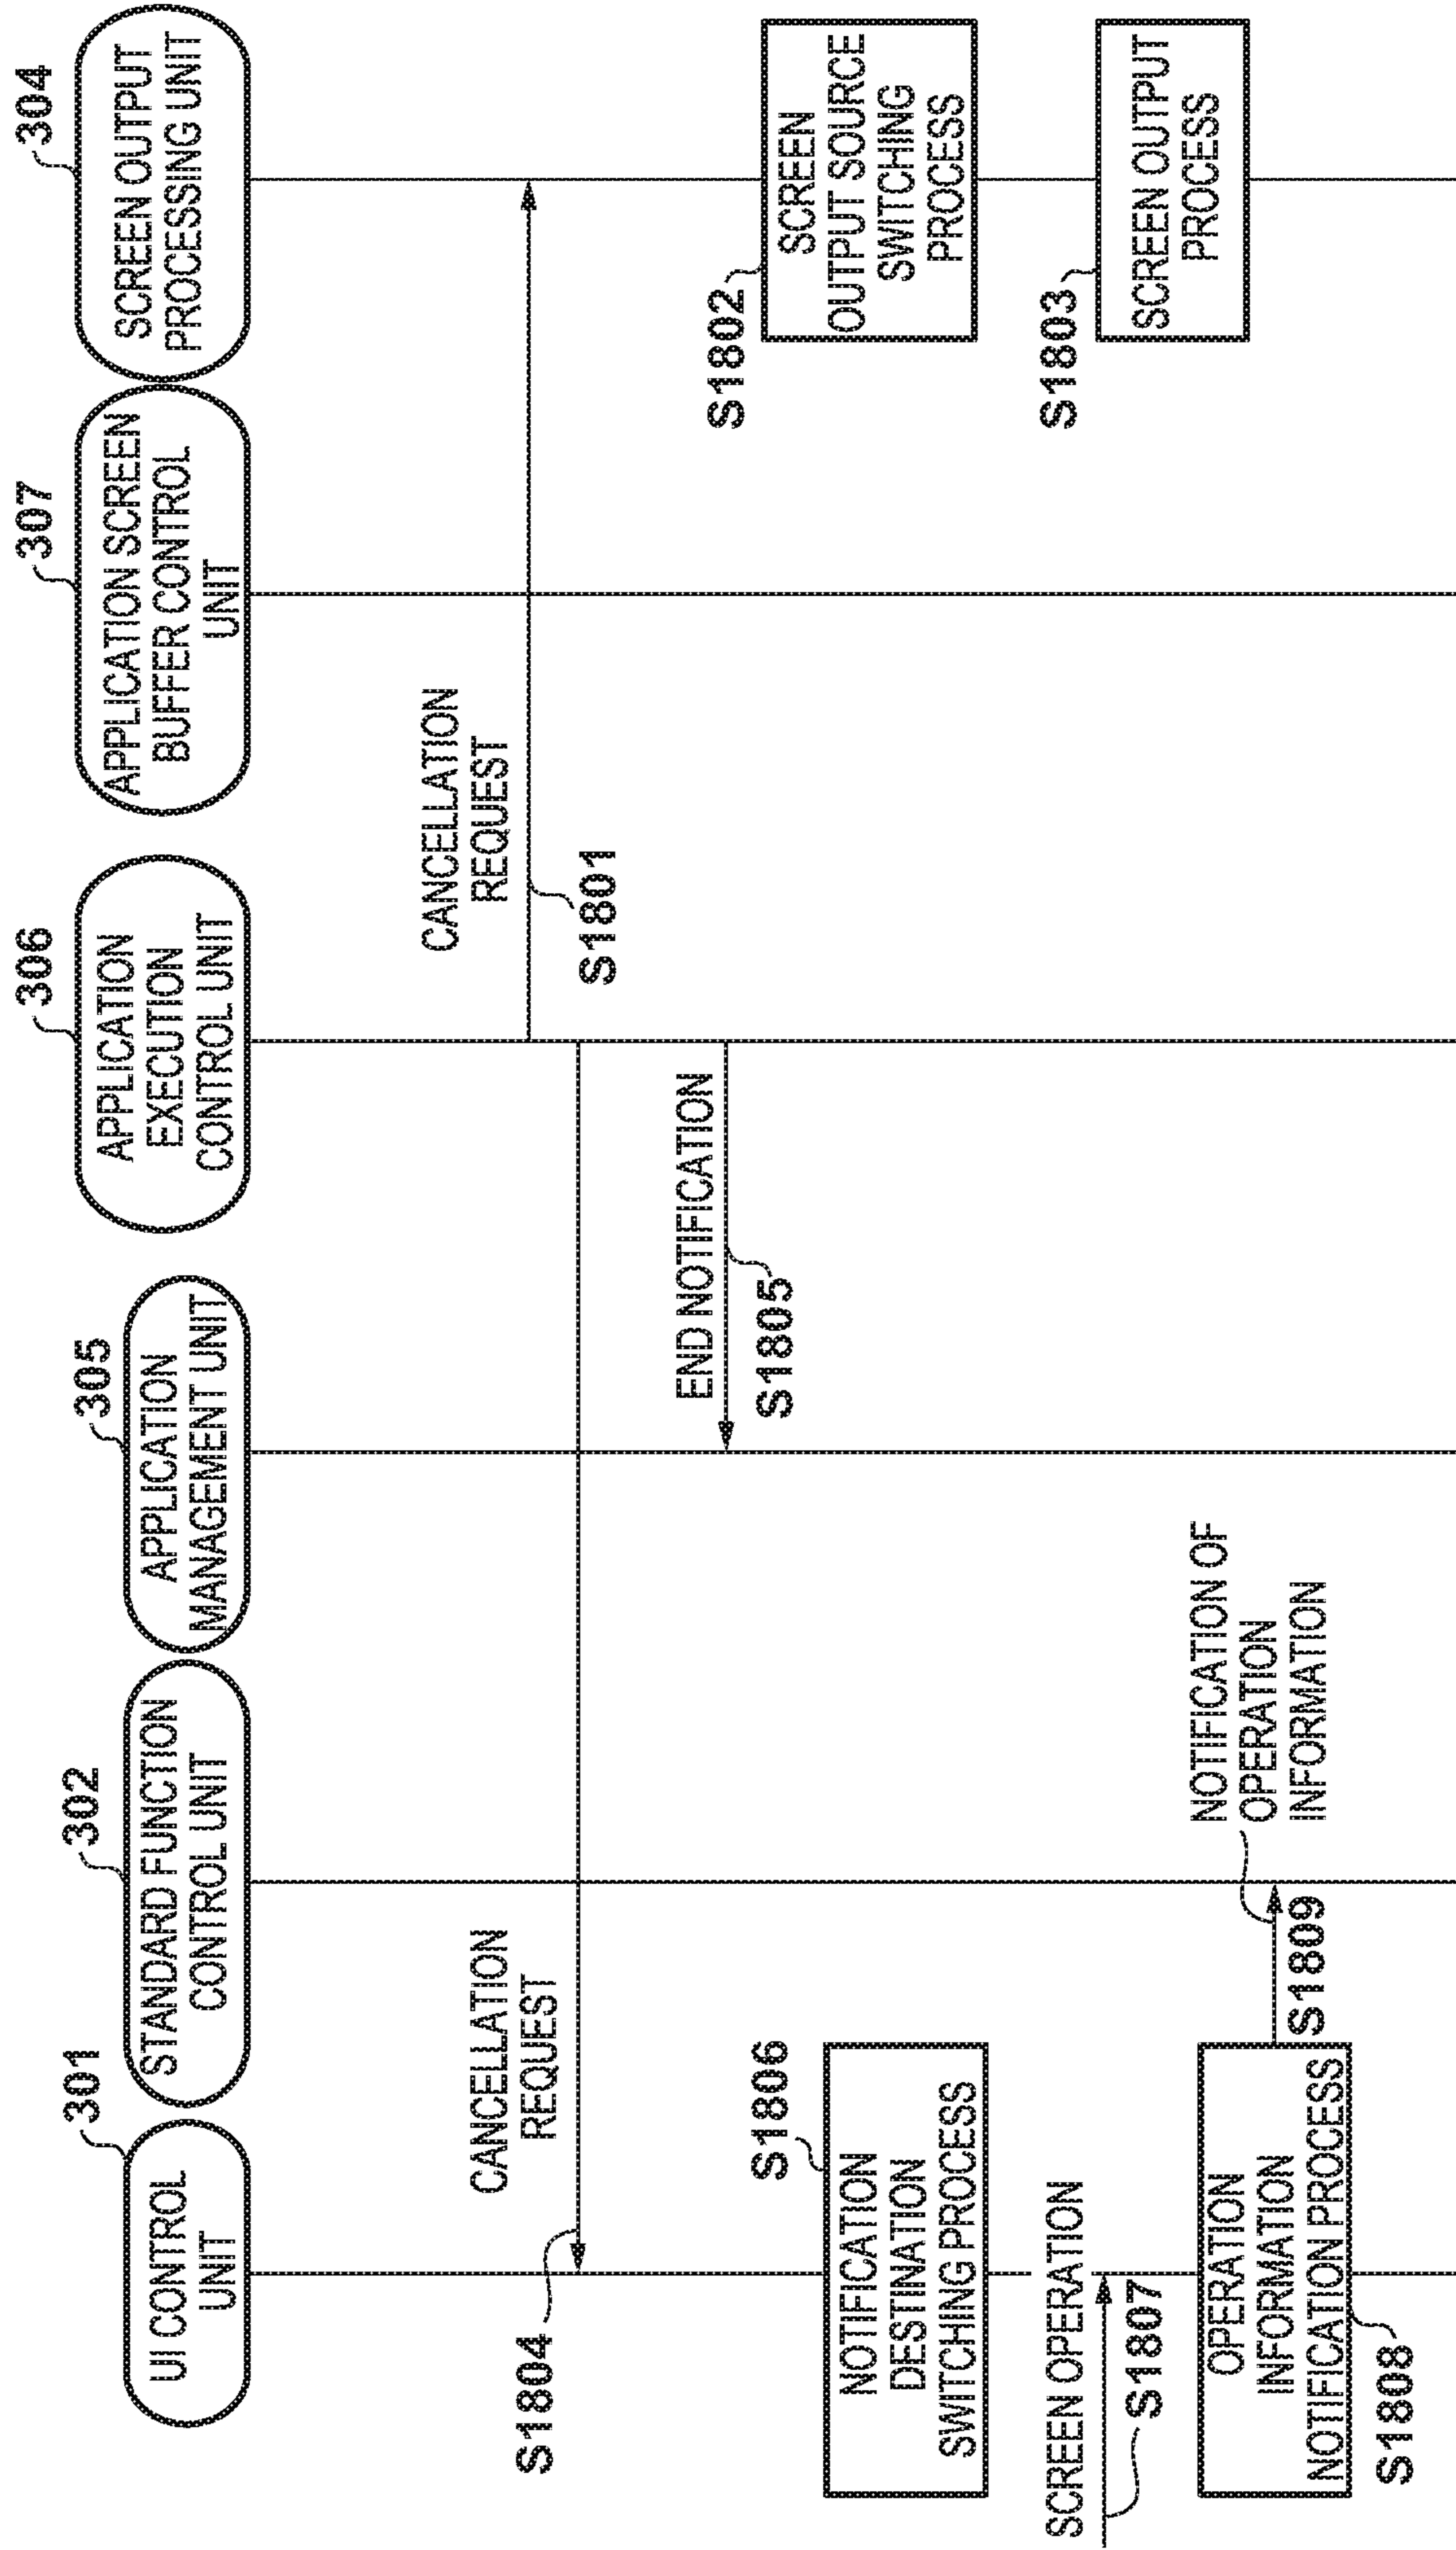 301
UI CONTROL
UNIT
302
STANDARD FUNCTION
CONTROL UNIT
305
APPLICATION
MANAGEMENT UNIT
306
APPLICATION
EXECUTION
CONTROL UNIT
307
APPLICATION SCREEN
BUFFER CONTROL
UNIT
304
SCREEN OUTPUT
PROCESSING UNIT
CANCELLATION
REQUEST
S1801
CANCELLATION
REQUEST
S1804
END NOTIFICATION
S1805
S1802
SCREEN
OUTPUT SOURCE
SWITCHING
PROCESS
S1806
NOTIFICATION
DESTINATION
SWITCHING PROCESS
S1803
SCREEN OUTPUT
PROCESS
SCREEN OPERATION
S1807
OPERATION
INFORMATION
NOTIFICATION PROCESS
S1808
NOTIFICATION OF
OPERATION
INFORMATION
S1809